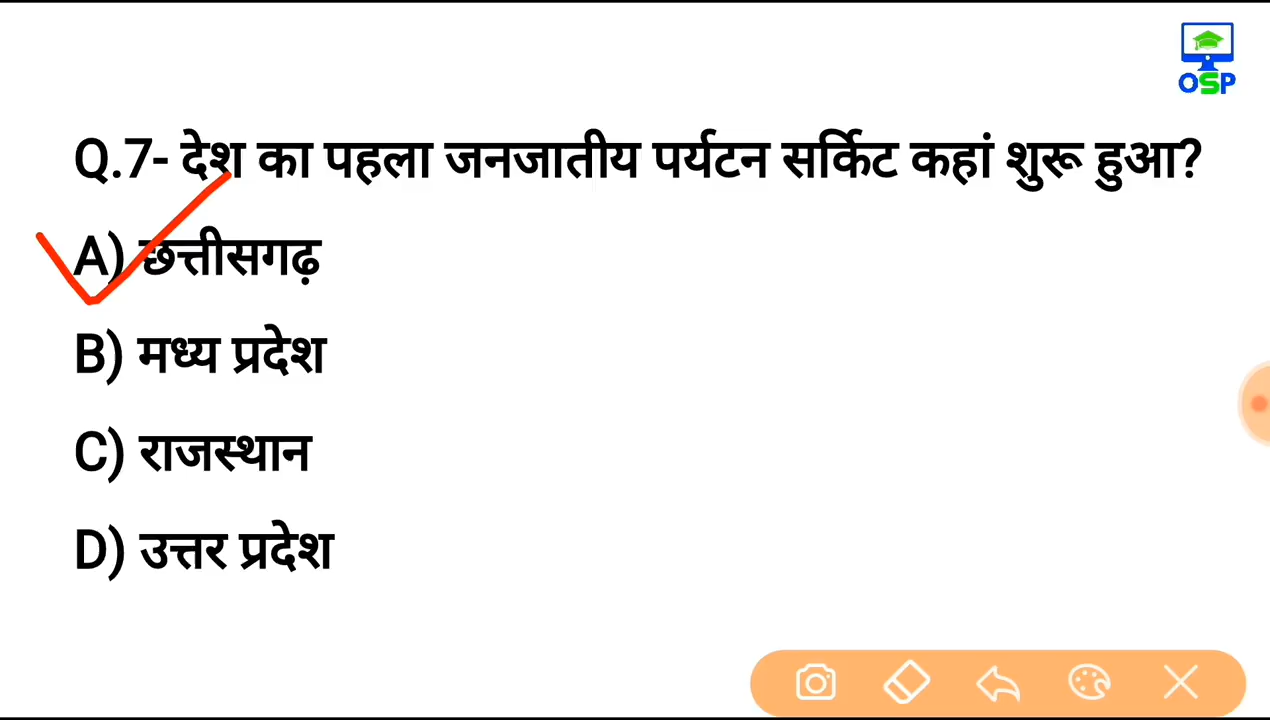 OSP
Q.7- देश का पहला जनजातीय पर्यटन सर्किट कहां शुरू हुआ?
A) छत्तीसगढ़
B) मध्य प्रदेश
C) राजस्थान
D) उत्तर प्रदेश